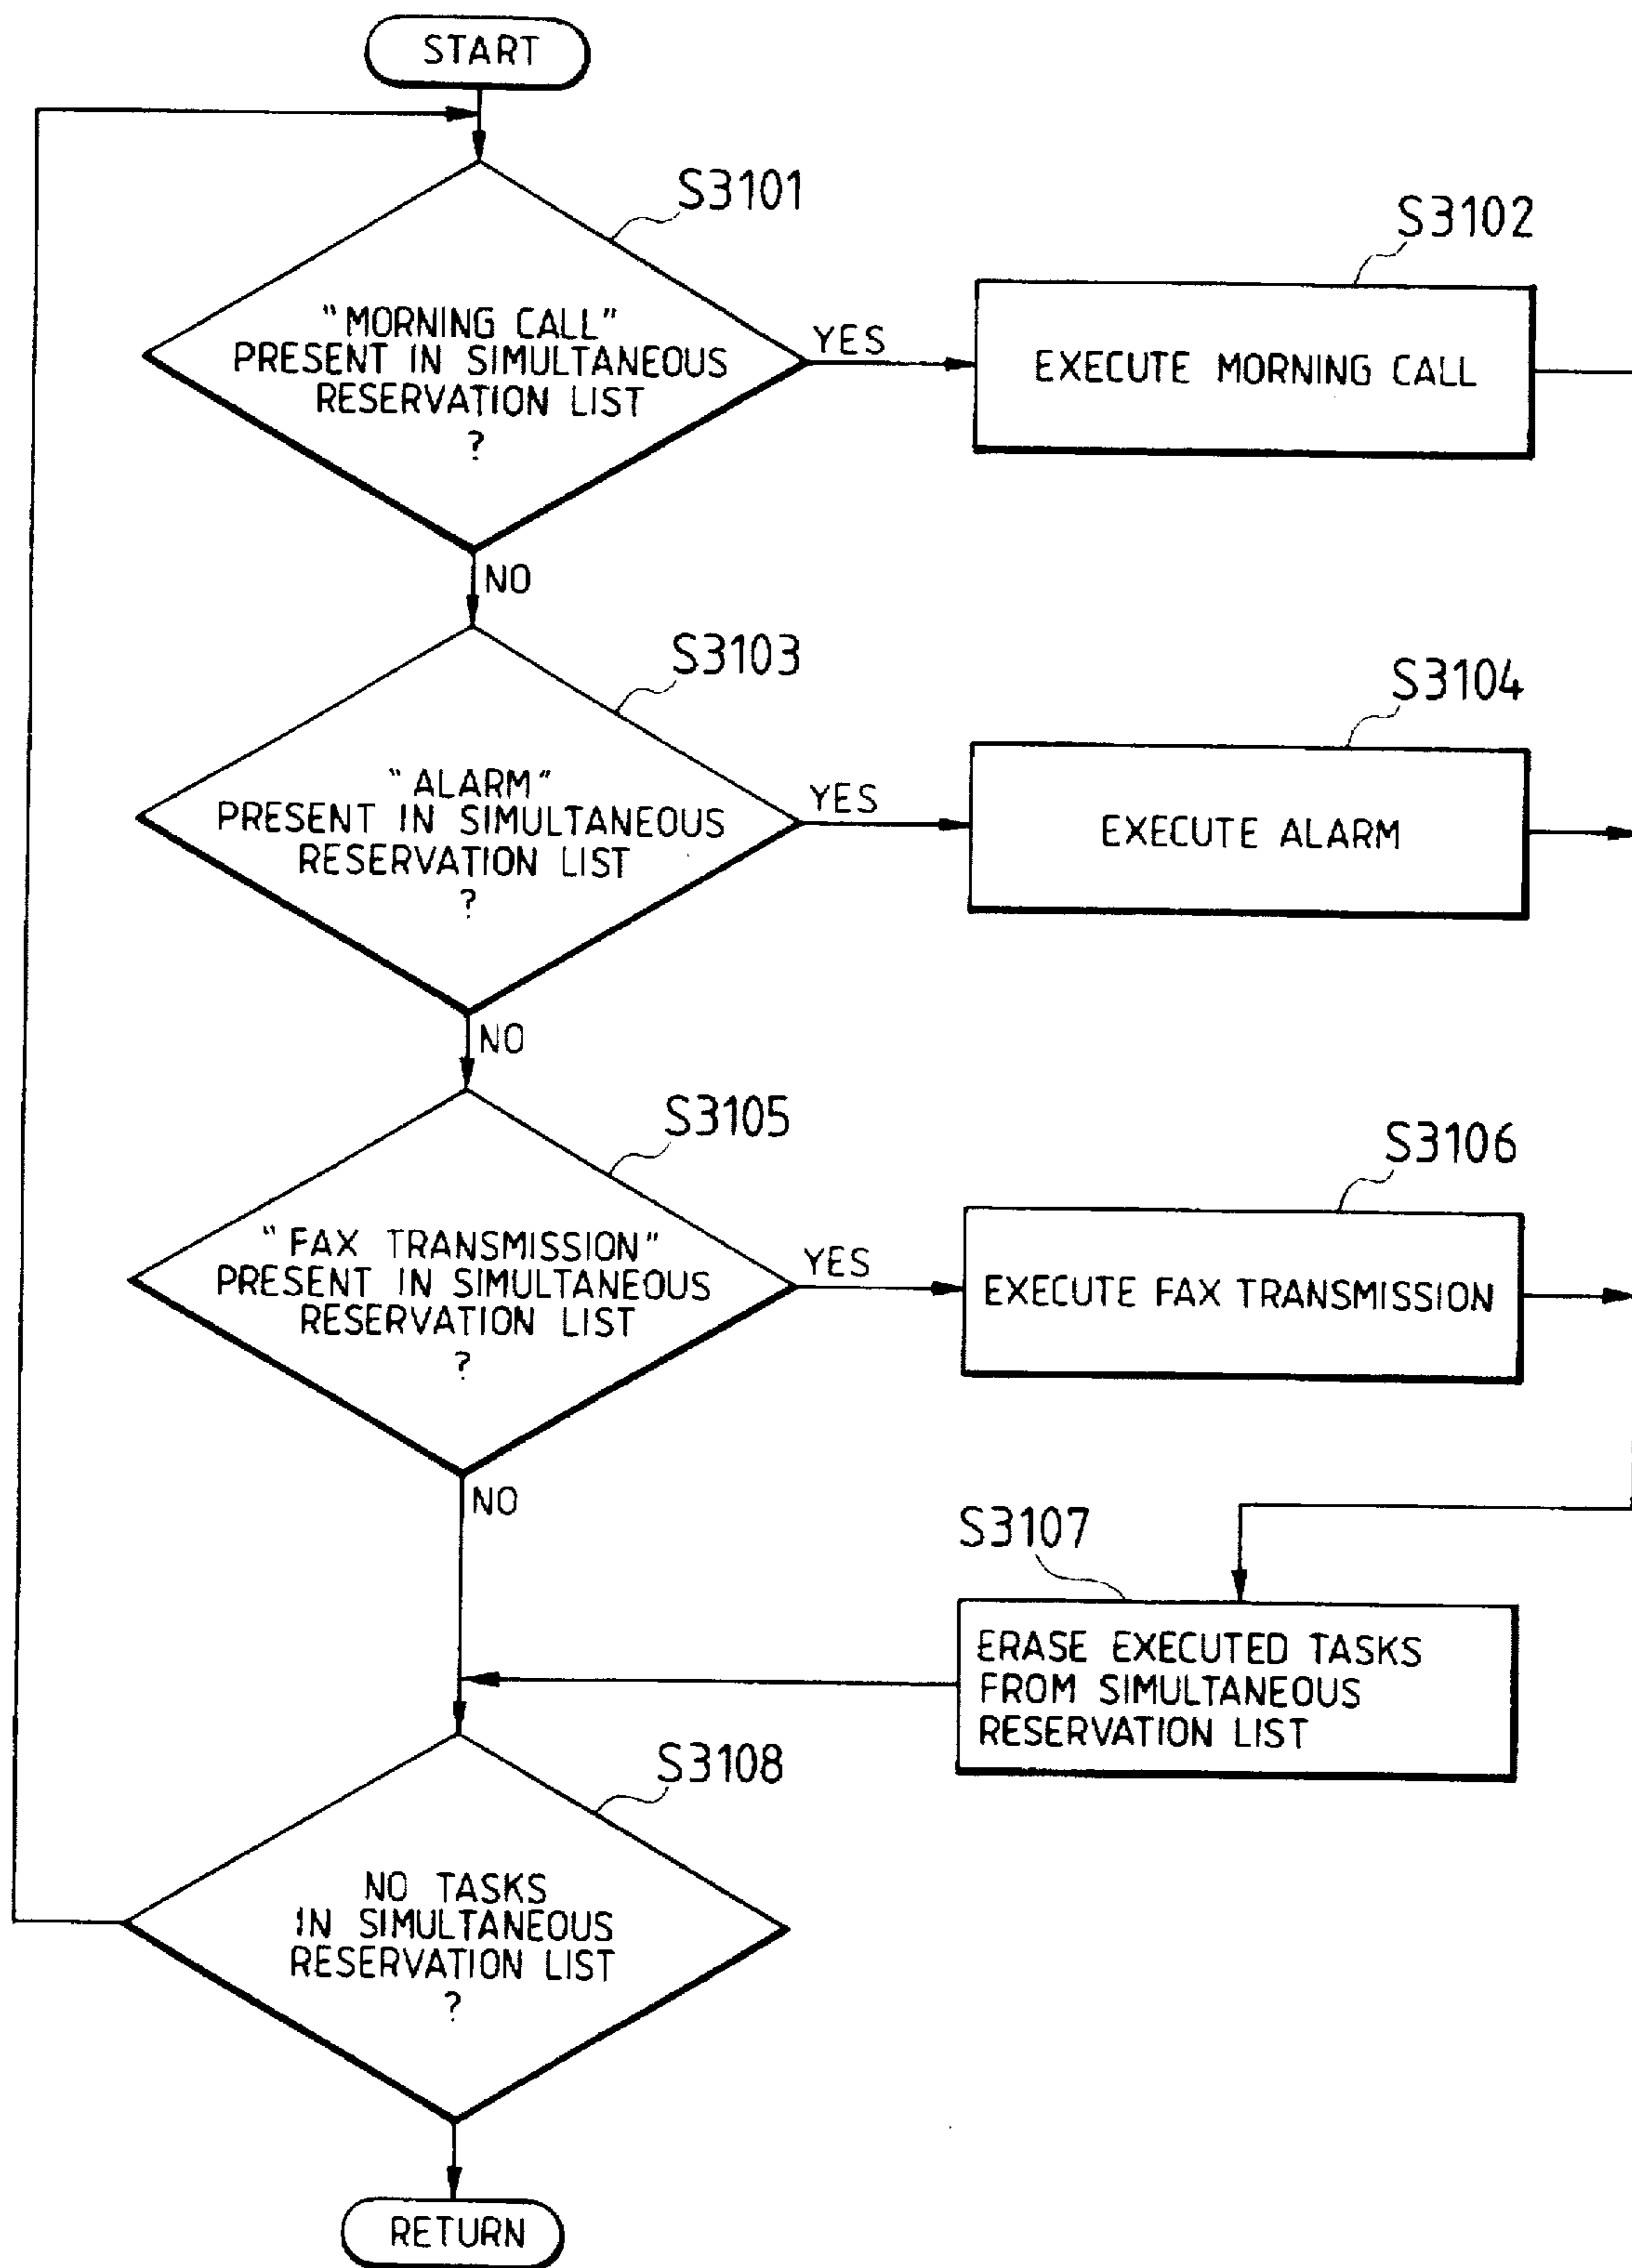 START
S3101
"MORNING CALL"
PRESENT IN SIMULTANEOUS
RESERVATION LIST
?
YES
S3102
EXECUTE MORNING CALL
NO
S3103
"ALARM"
PRESENT IN SIMULTANEOUS
RESERVATION LIST
?
YES
S3104
EXECUTE ALARM
NO
S3105
"FAX TRANSMISSION"
PRESENT IN SIMULTANEOUS
RESERVATION LIST
?
YES
S3106
EXECUTE FAX TRANSMISSION
NO
S3107
ERASE EXECUTED TASKS
FROM SIMULTANEOUS
RESERVATION LIST
S3108
NO TASKS
IN SIMULTANEOUS
RESERVATION LIST
?
RETURN